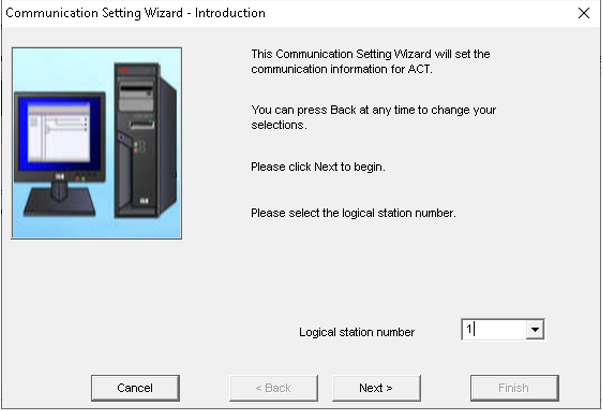 Communication Setting Wizard - Introduction
This Communication Setting Wizard will set the
communication information for ACT.
You can press Back at any time to change your
selections.
Please click Next to begin.
Please select the logical station number.
Logical station number 1
Cancel < Back Next > Finish